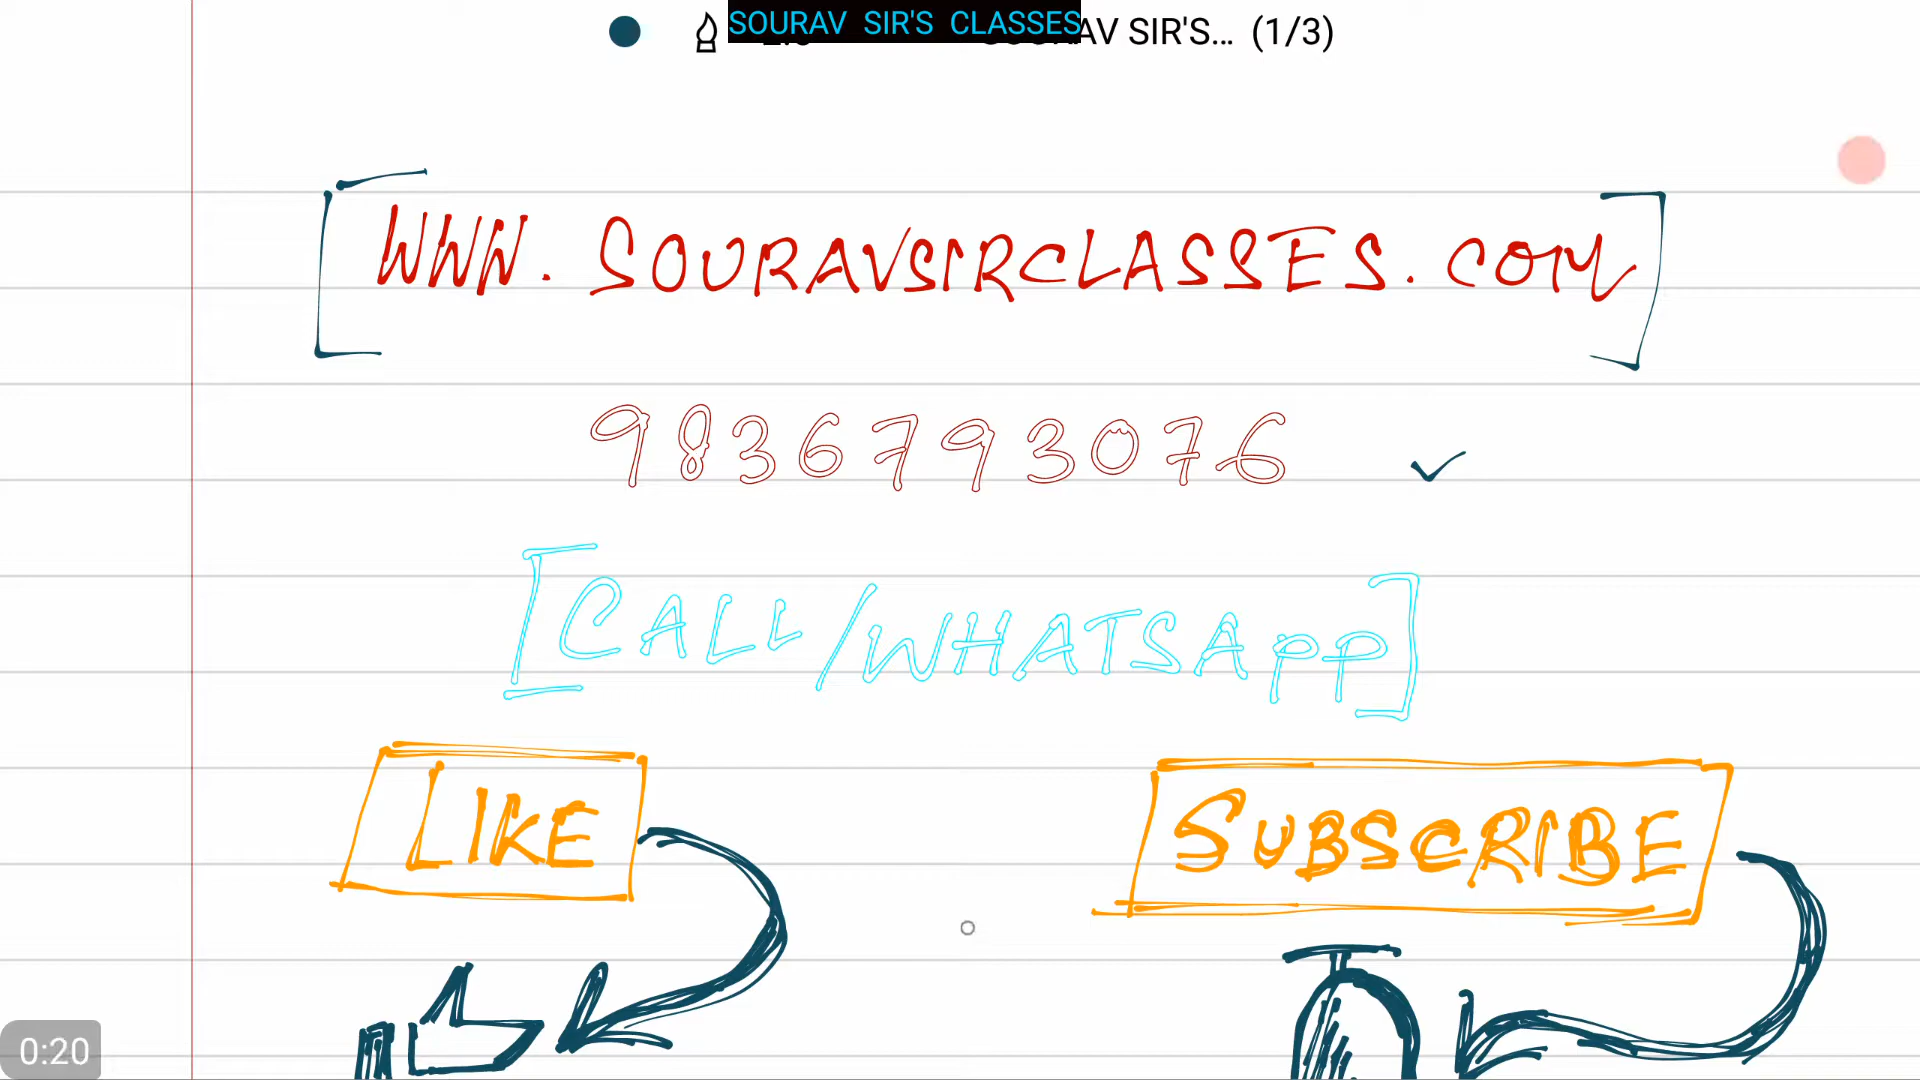 SOURAV SIR'S CLASSES
AV SIR'S... (1/3)
WWW.SOURAVSIRCLASSES.COM
9836793076
[CALL/WHATSAPP]
LIKE
SUBSCRIBE
0:20